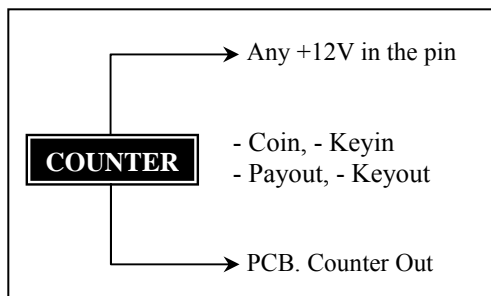 Any +12V in the pin
COUNTER
- Coin, - Keyin
- Payout, - Keyout
PCB. Counter Out